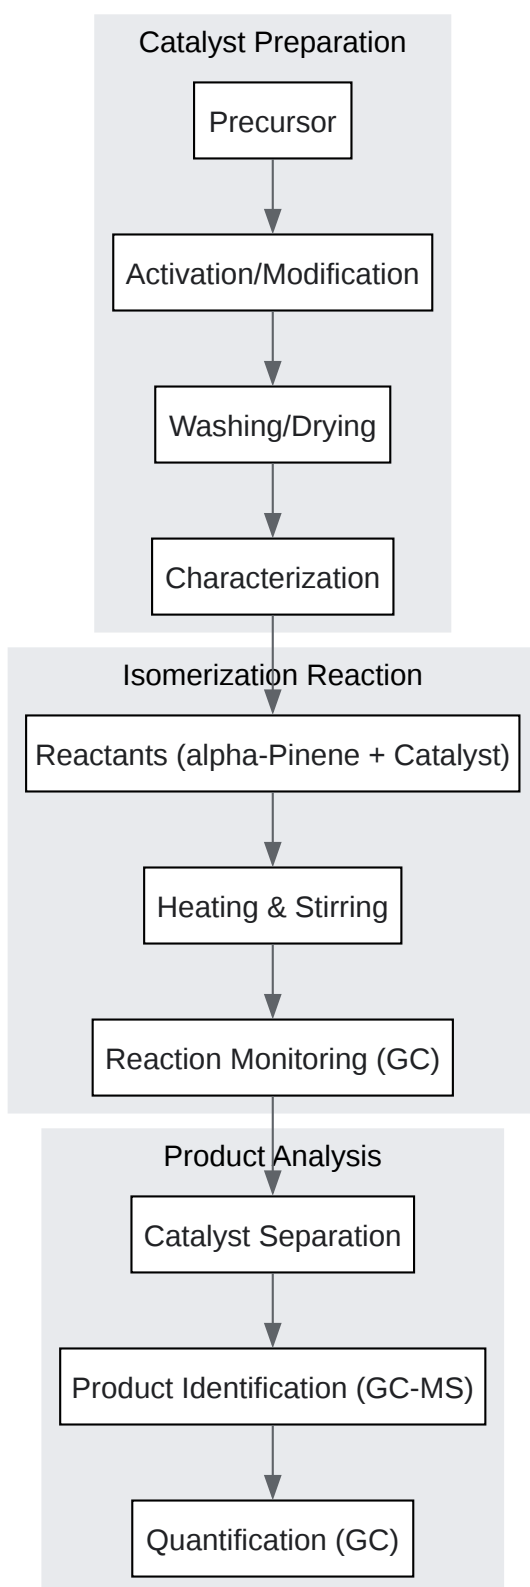 Catalyst Preparation
Precursor
Activation/Modification
Washing/Drying
Characterization
Isomerization Reaction
Reactants (alpha-Pinene + Catalyst)
Heating & Stirring
Reaction Monitoring (GC)
Product Analysis
Catalyst Separation
Product Identification (GC-MS)
Quantification (GC)